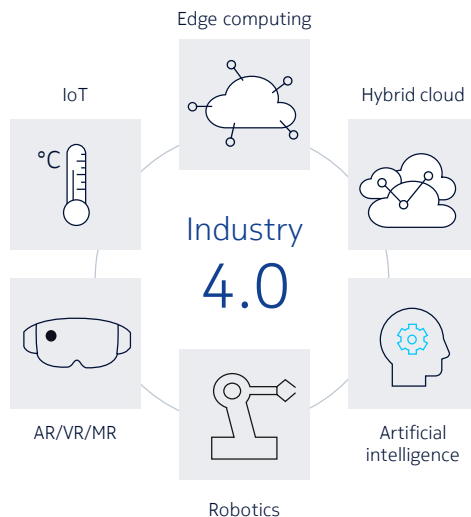 Edge computing
IoT
Hybrid cloud
°C
Industry
4.0
AR/VR/MR
Artificial
intelligence
Robotics